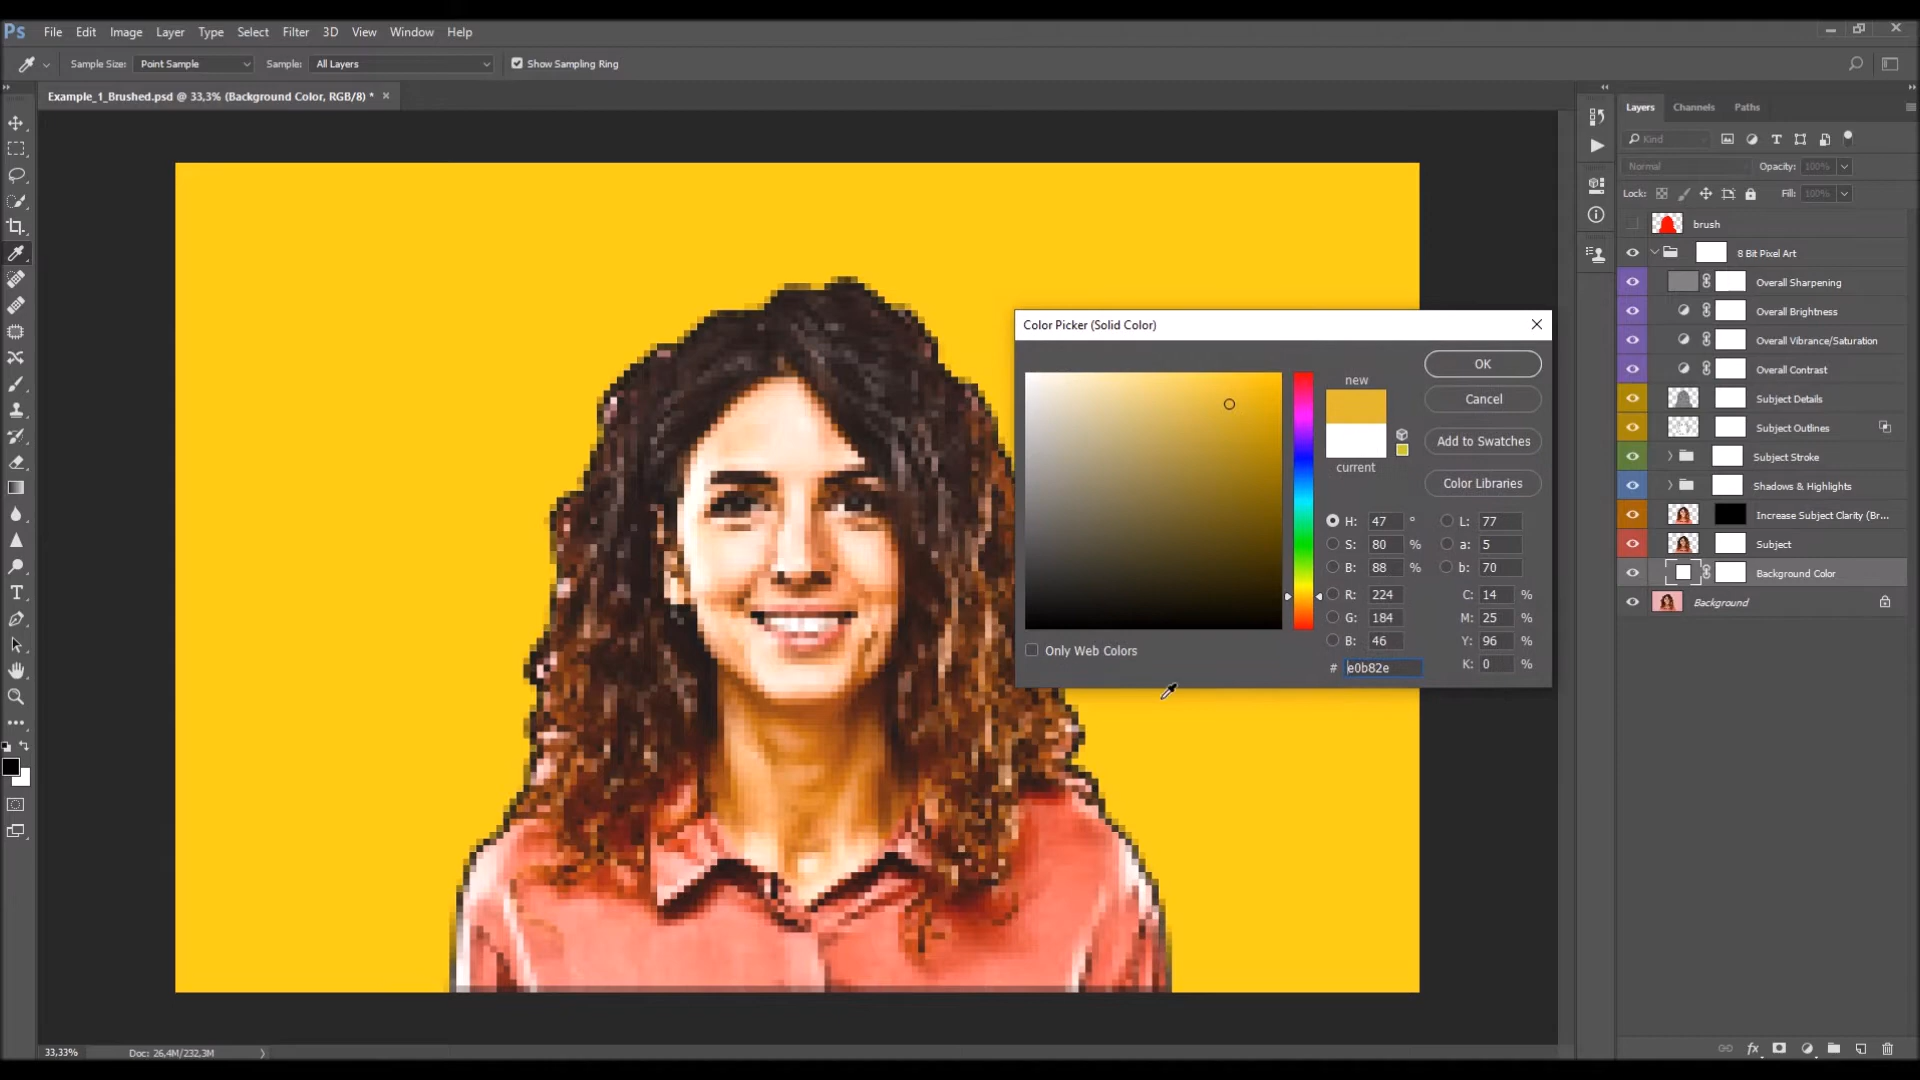 Ps File Edit Image Layer Type Select Filter 3D View Window Help
Sample Size: Point Sample Sample: All Layers Show Sampling Ring
Example_1_Brushed.psd @ 33,3% (Background Color, RGB/8) * ×
Layers Channels Paths
Kind
Normal Opacity: 100%
Lock: Fill: 100%
brush
8 Bit Pixel Art
Overall Sharpening
Overall Brightness
Overall Vibrance/Saturation
Overall Contrast
Subject Details
Subject Outlines
Subject Stroke
Shadows & Highlights
Increase Subject Clarity (Br...
Subject
Background Color
Background
Color Picker (Solid Color)
new
current
OK
Cancel
Add to Swatches
Color Libraries
H: 47 ° L: 77
S: 80 % a: 5
B: 88 % b: 70
R: 224 C: 14 %
G: 184 M: 25 %
B: 46 Y: 96 %
# e0b82e K: 0 %
Only Web Colors
33,33% Doc: 26,4M/232,3M